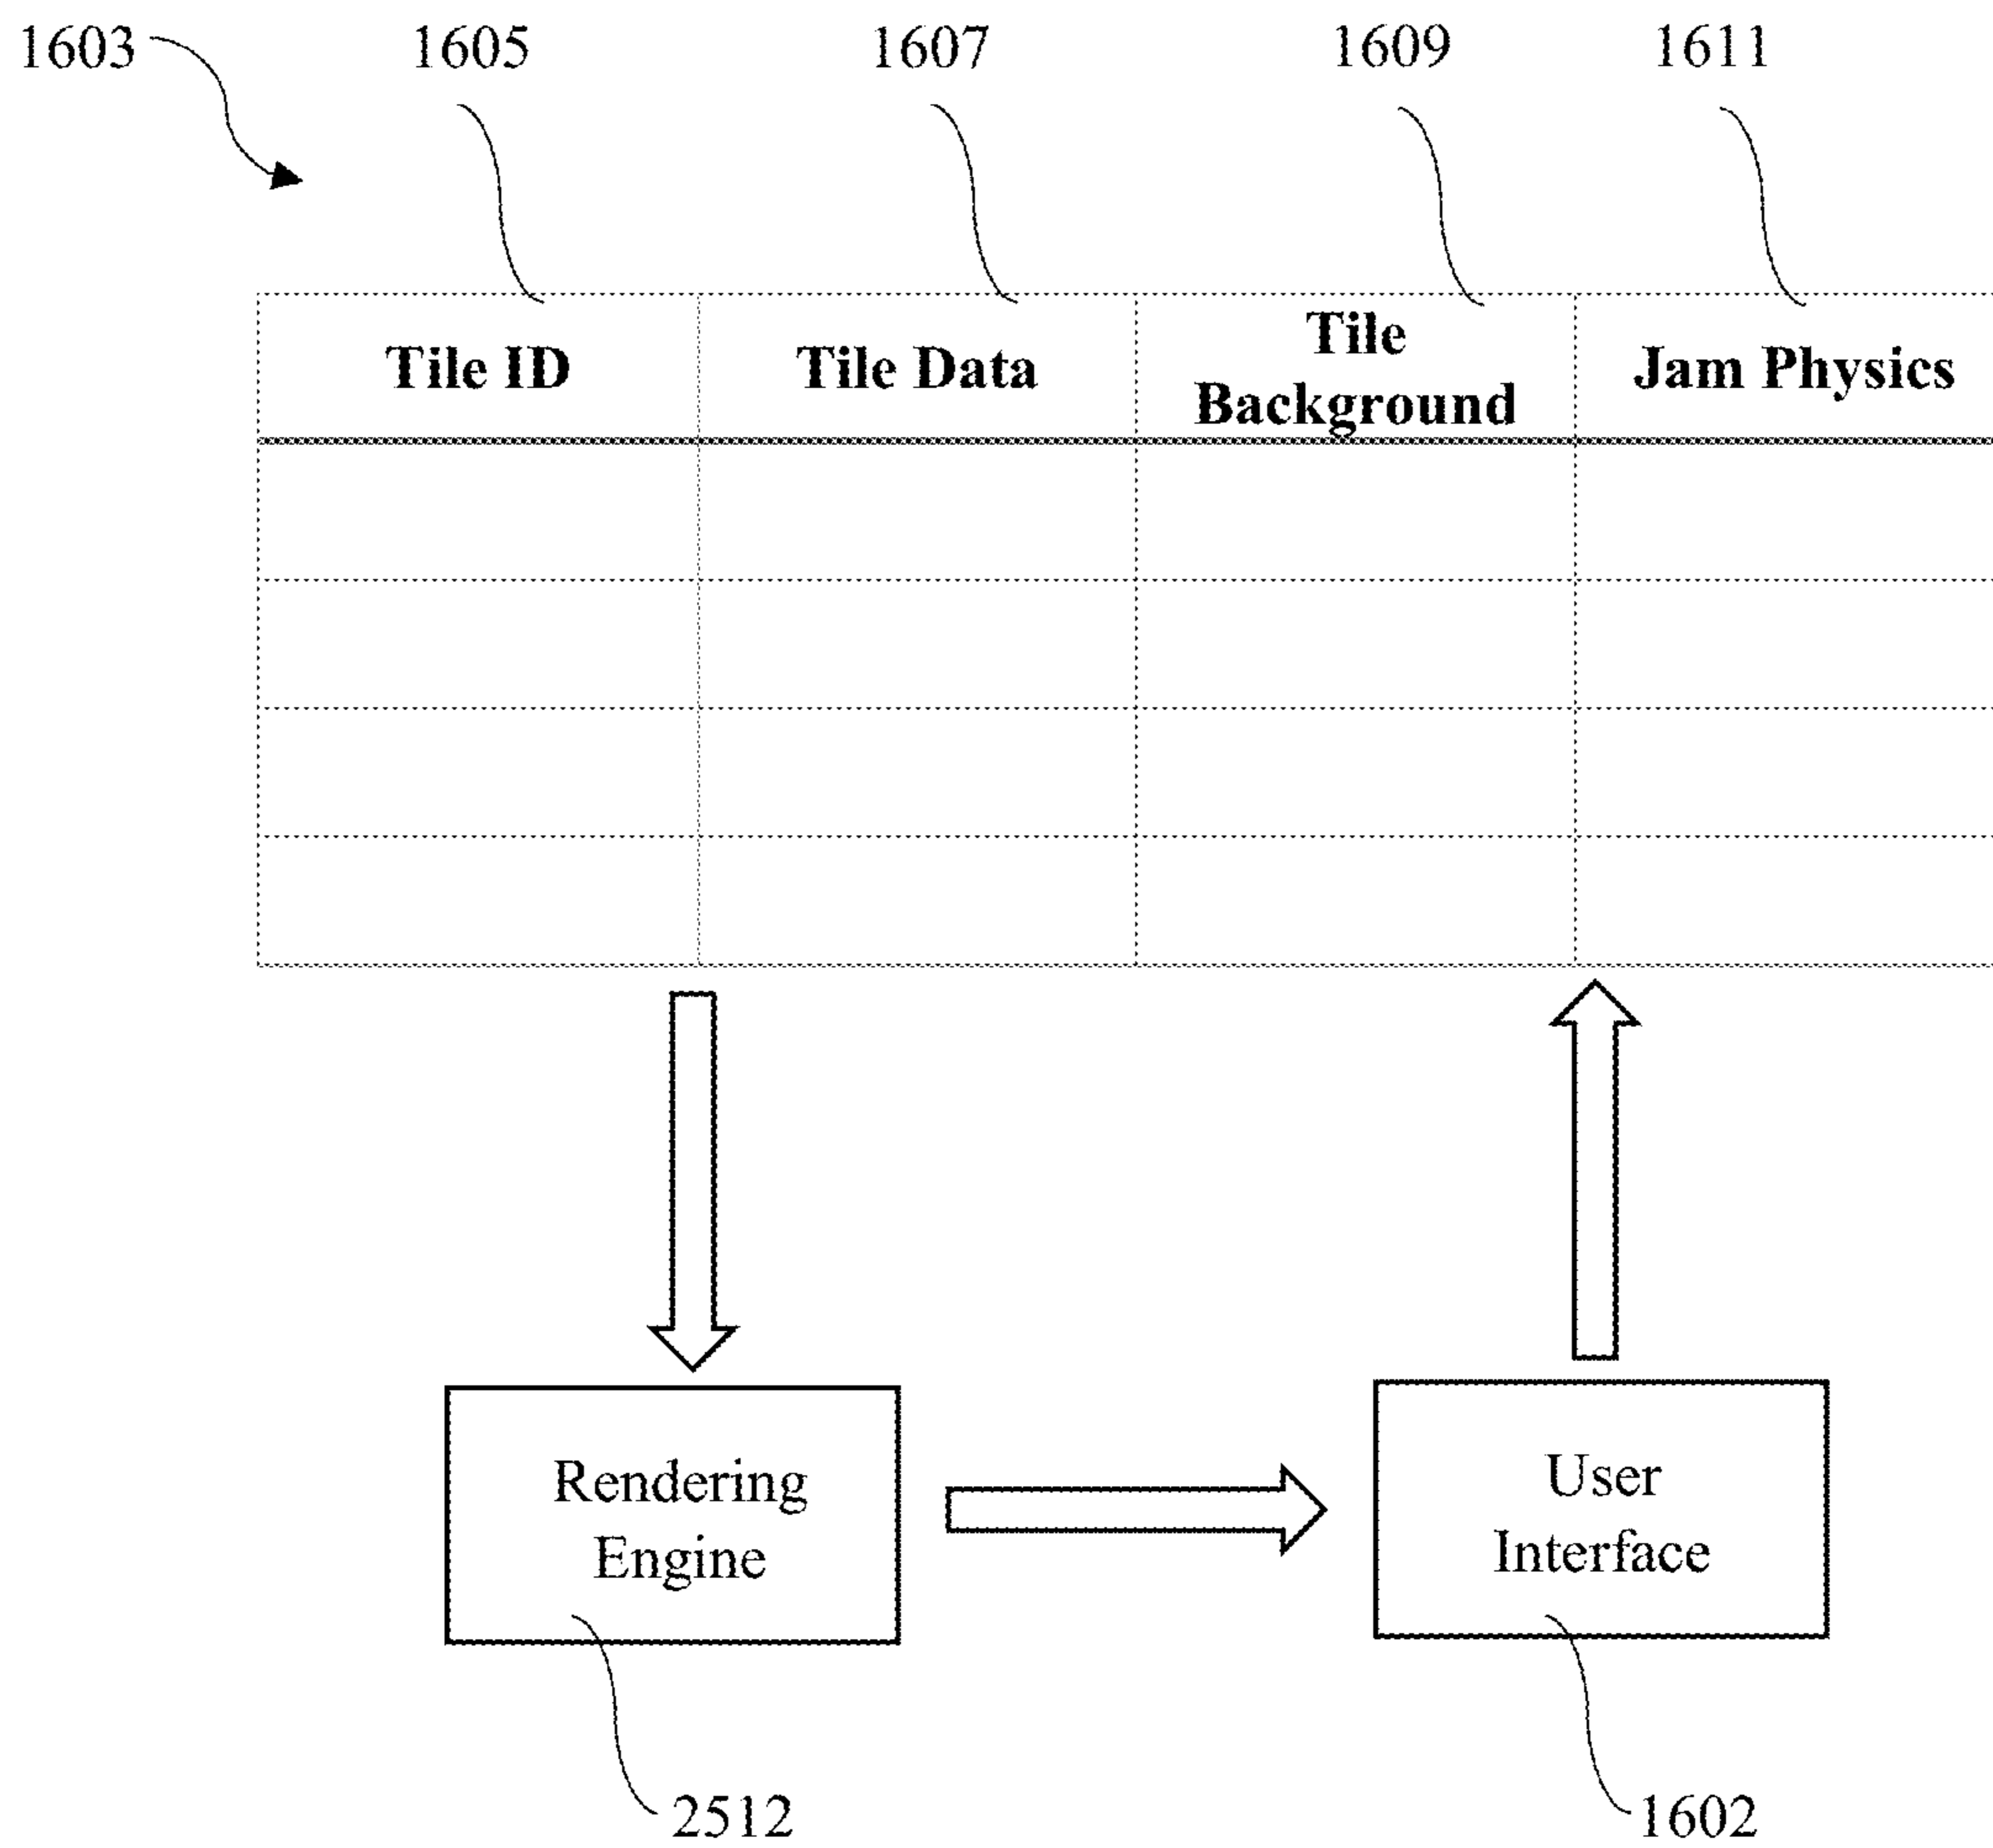 1603 1605 1607 1609 1611
Tile ID
Tile Data
Tile
Background
Jam Physics
Rendering
Engine
User
Interface
2512
1602